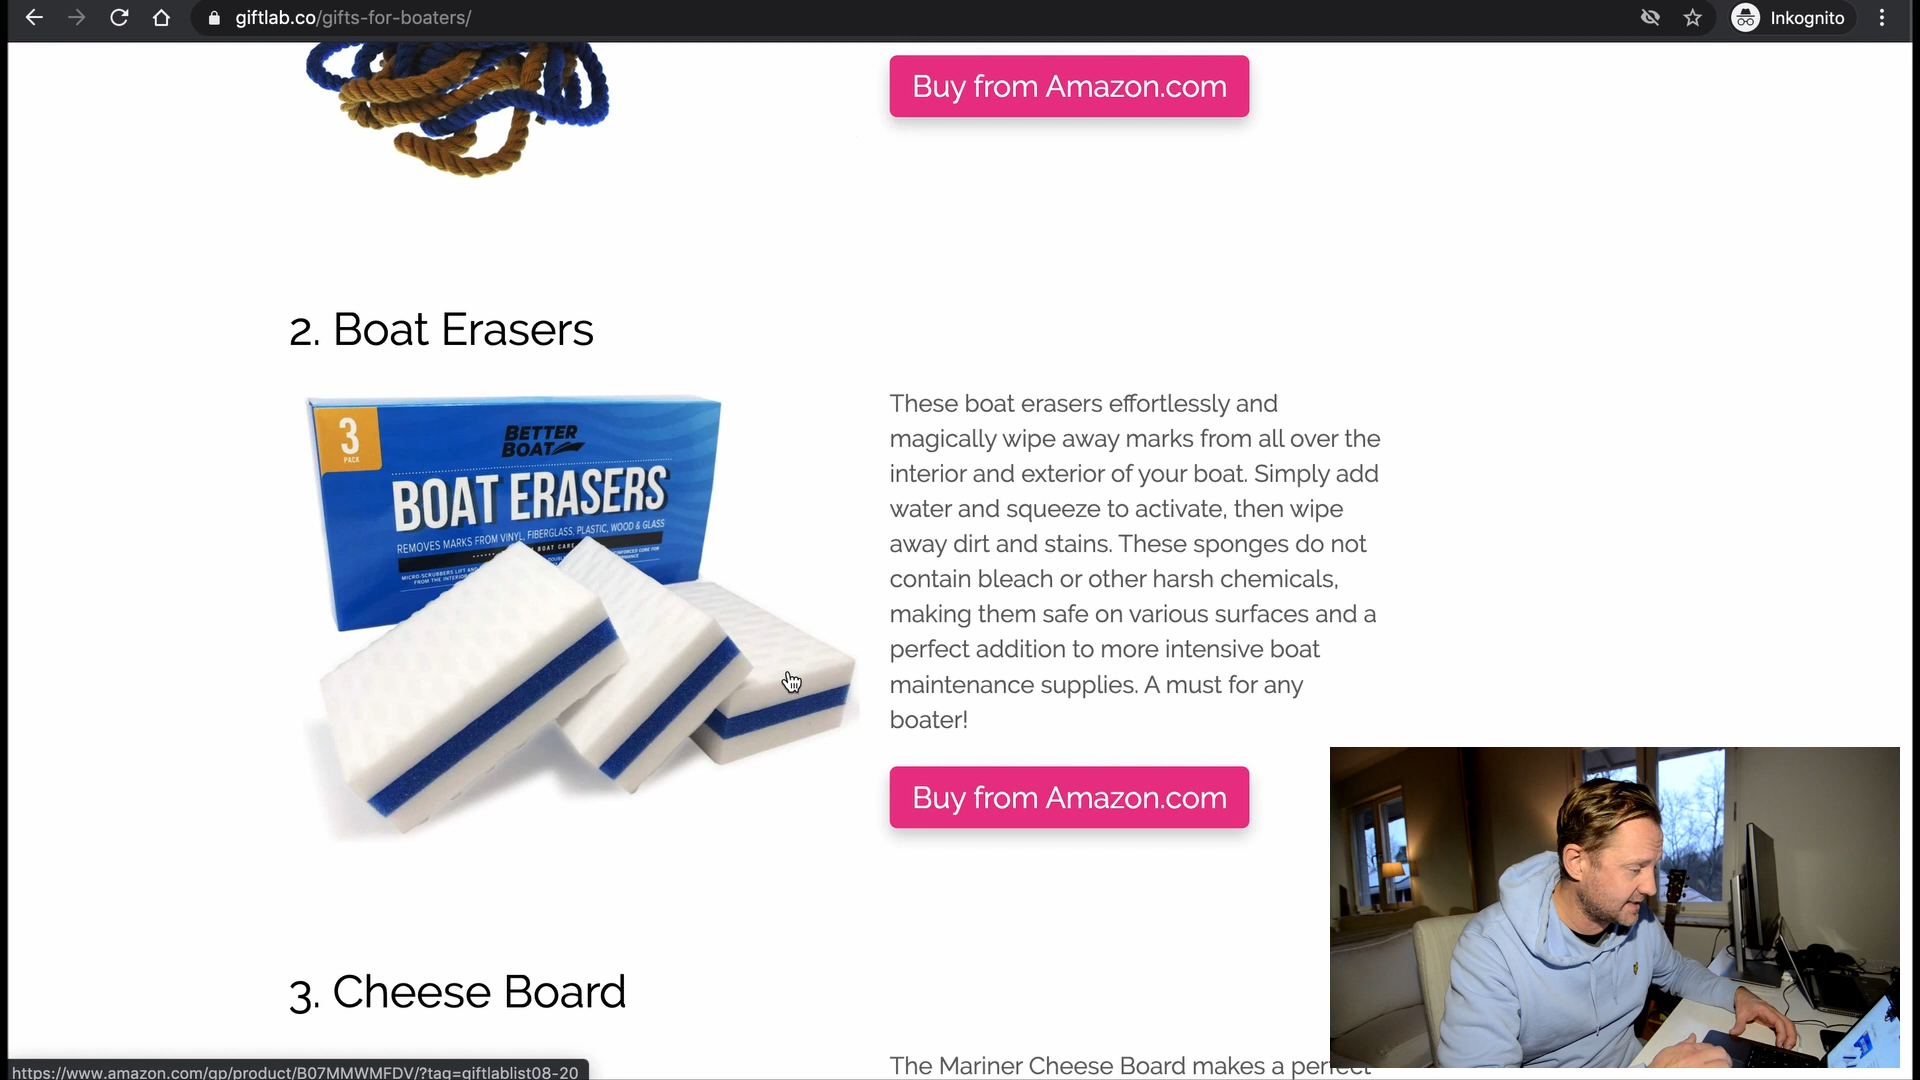 giftlab.co/gifts-for-boaters/
Inkognito
Buy from Amazon.com
2. Boat Erasers
3
PACK
BETTER
BOAT
BOAT ERASERS
REMOVES MARKS FROM VINYL, FIBERGLASS, PLASTIC, WOOD & GLASS
BOAT CARE
MICRO-SCRUBBERS LIFT AND
FROM THE INTERIOR
These boat erasers effortlessly and
magically wipe away marks from all over the
interior and exterior of your boat. Simply add
water and squeeze to activate, then wipe
away dirt and stains. These sponges do not
contain bleach or other harsh chemicals,
making them safe on various surfaces and a
perfect addition to more intensive boat
maintenance supplies. A must for any
boater!
Buy from Amazon.com
3. Cheese Board
The Mariner Cheese Board makes a perfect
https://www.amazon.com/gp/product/B07MMWMFDV/?tag=giftlablist08-20